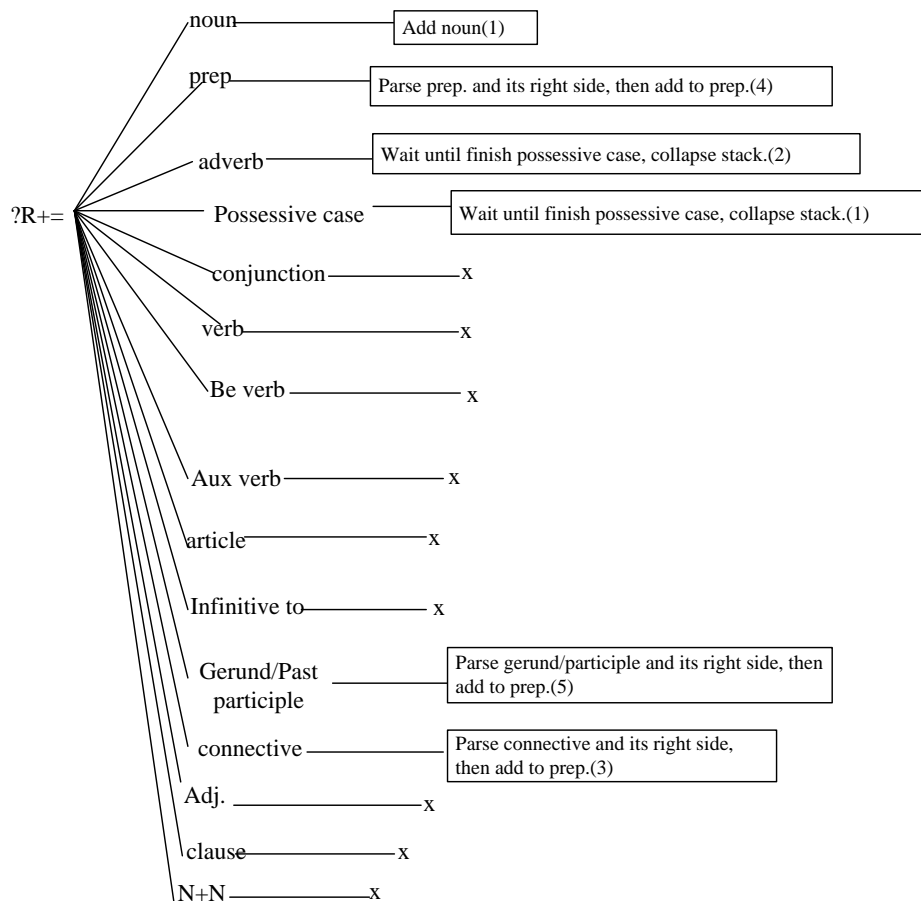 noun
Add noun(1)
prep
Parse prep. and its right side, then add to prep.(4)
adverb
Wait until finish possessive case, collapse stack.(2)
?R+=
Possessive case
Wait until finish possessive case, collapse stack.(1)
conjunction
x
verb
x
Be verb
x
Aux verb
x
article
x
Infinitive to
x
Gerund/Past
participle
Parse gerund/participle and its right side, then
add to prep.(5)
connective
Parse connective and its right side,
then add to prep.(3)
Adj.
x
clause
x
N+N
x